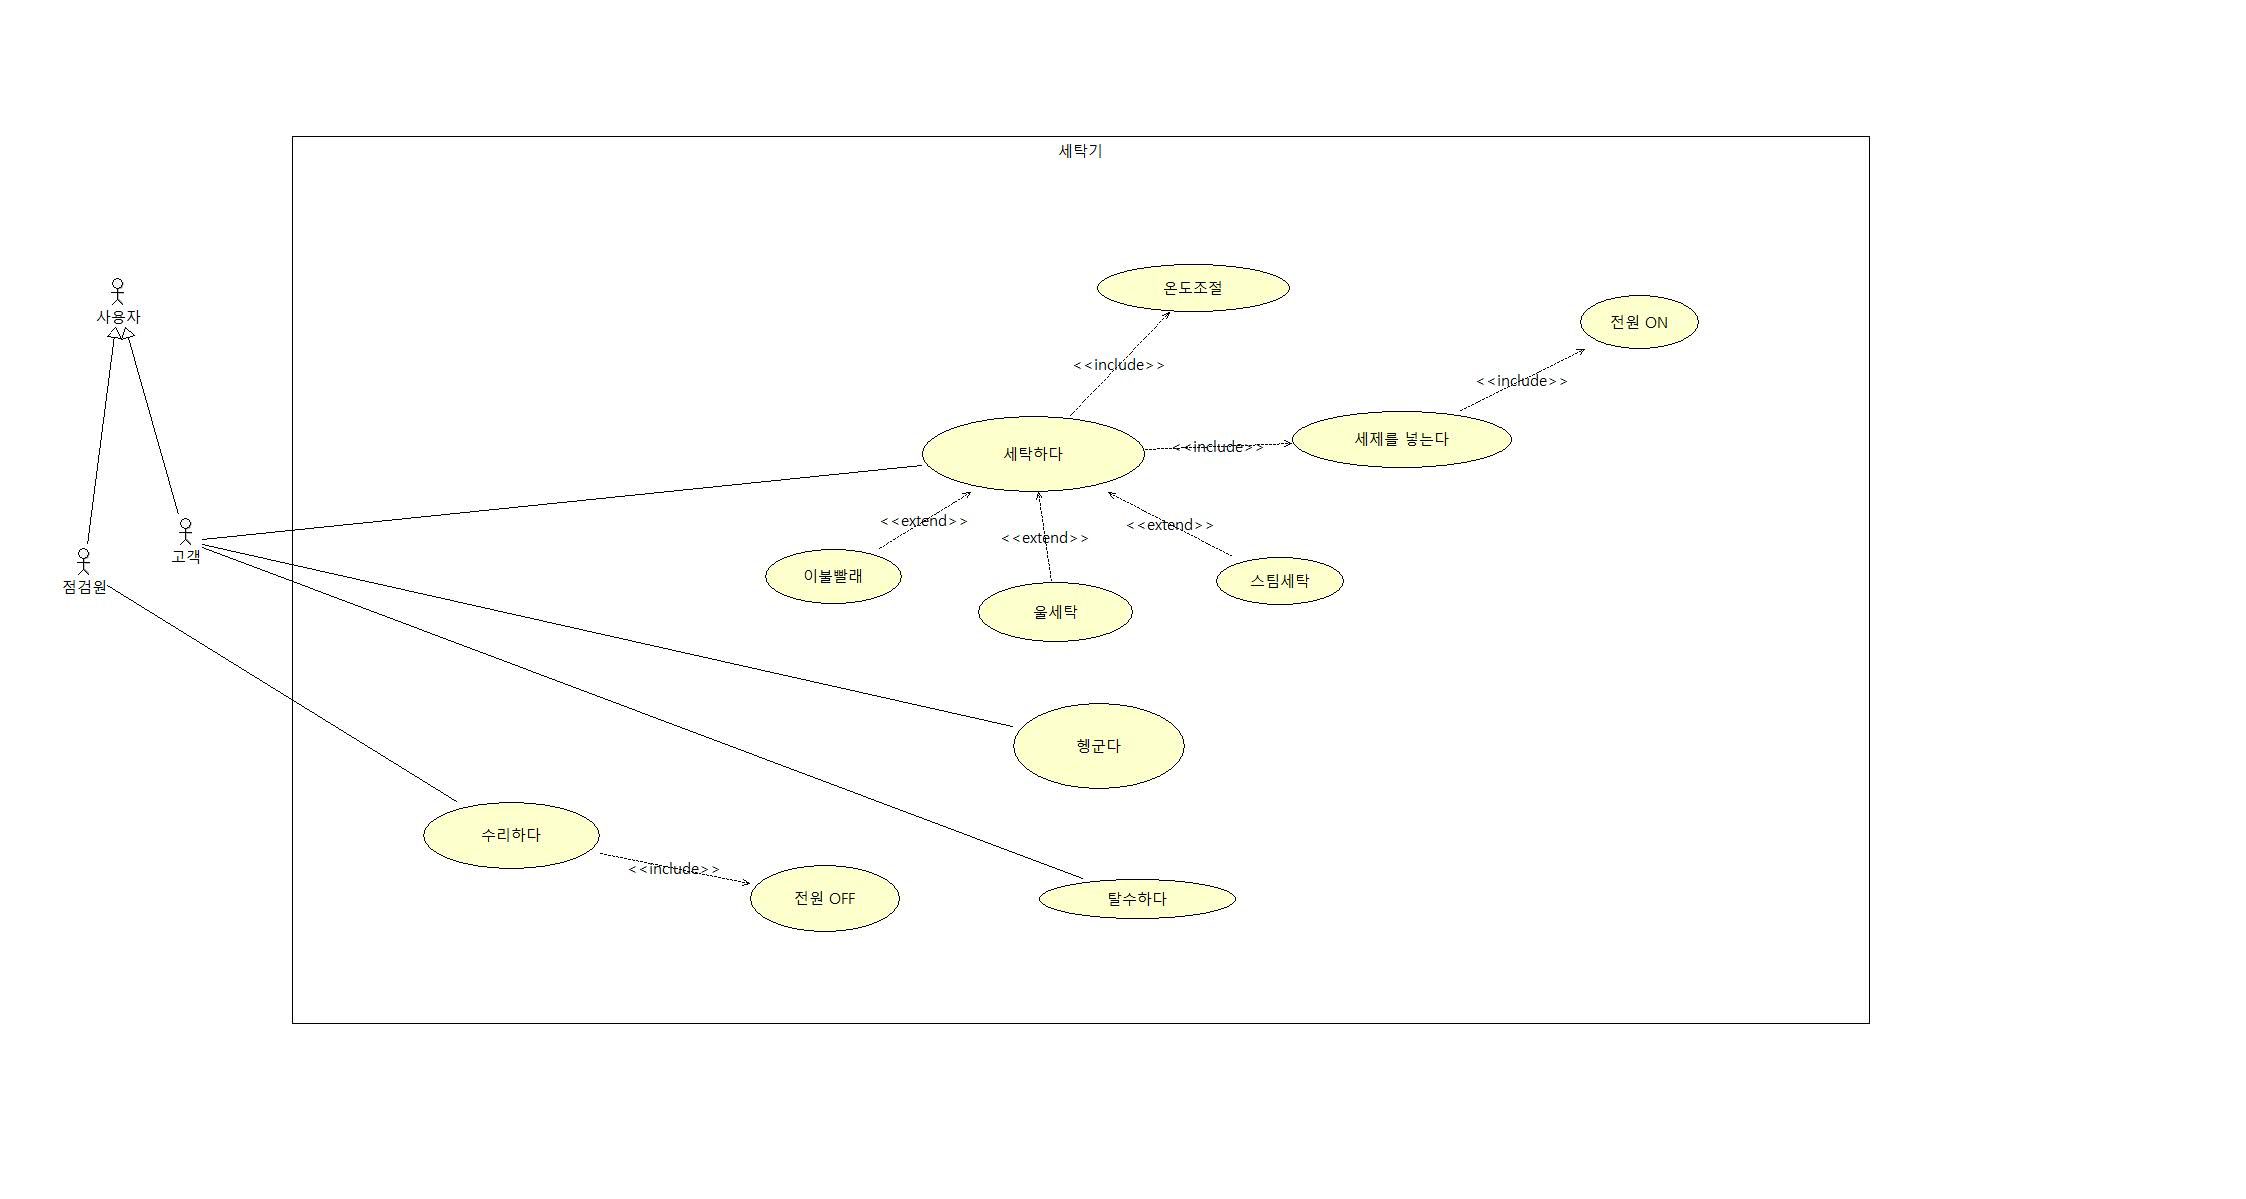 세탁기
온도조절
사용자
전원 ON
<<include>>
<<include>>
세제를 넣는다
<<include>>
세탁하다
<<extend>>
<<extend>>
<<extend>>
고객
이불빨래
스팀세탁
점검원
울세탁
헹군다
수리하다
<<include>>
전원 OFF
탈수하다